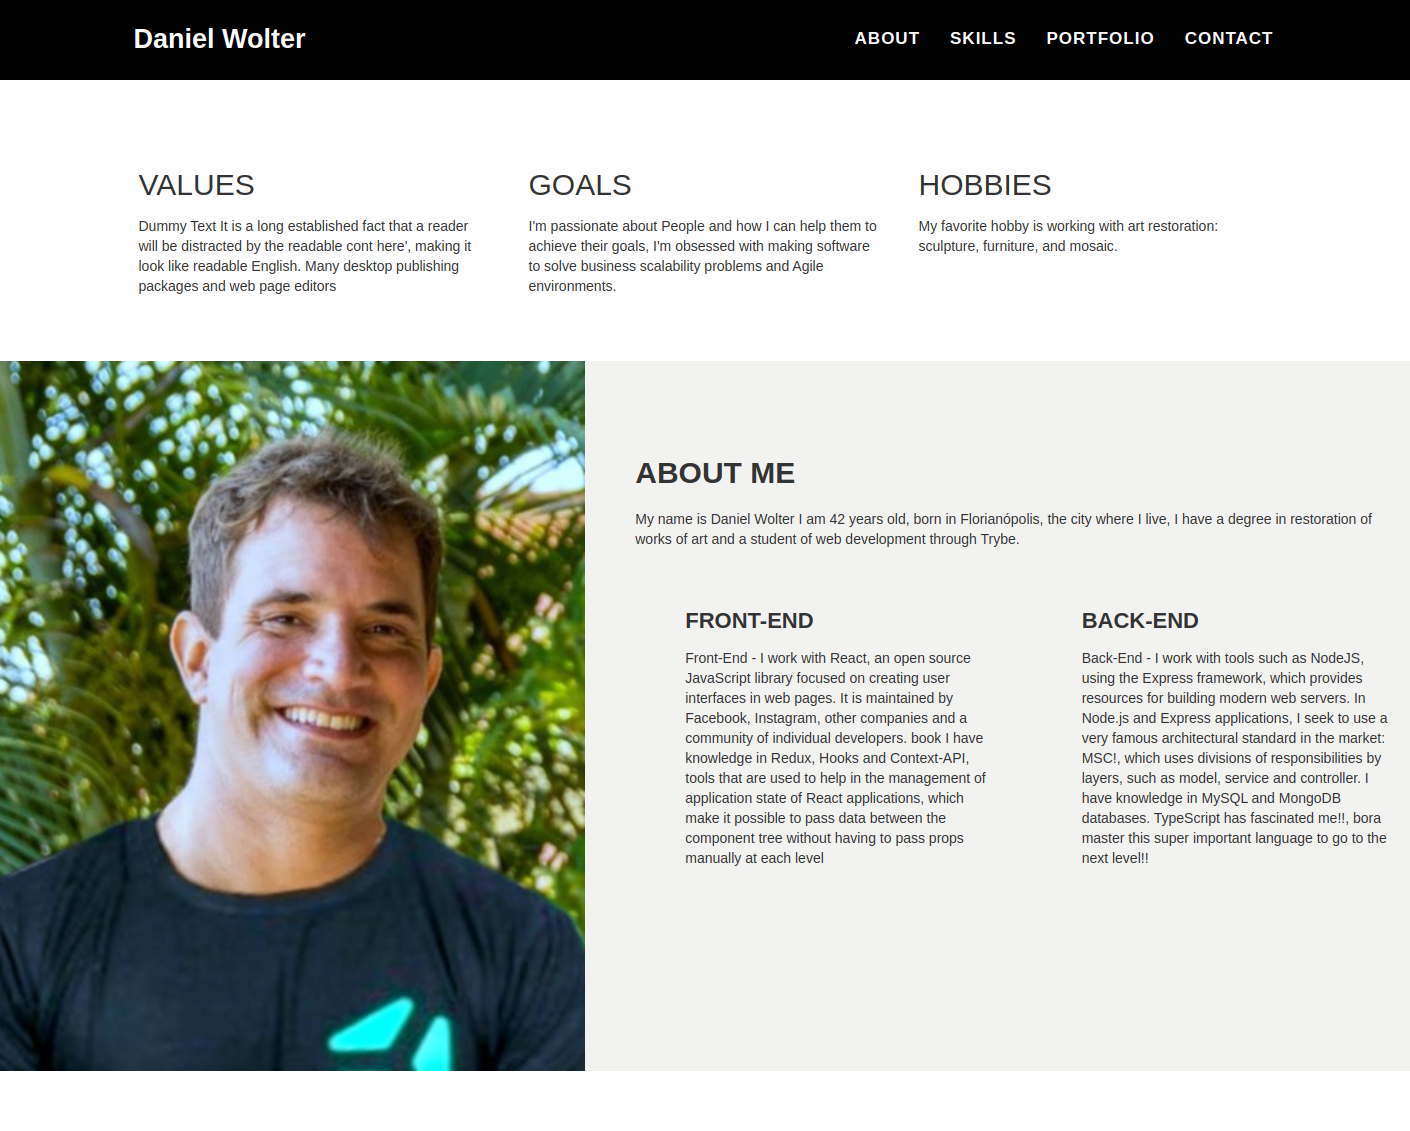 Daniel Wolter
ABOUT SKILLS PORTFOLIO CONTACT
VALUES
Dummy Text It is a long established fact that a reader
will be distracted by the readable cont here', making it
look like readable English. Many desktop publishing
packages and web page editors
GOALS
I'm passionate about People and how I can help them to
achieve their goals, I'm obsessed with making software
to solve business scalability problems and Agile
environments.
HOBBIES
My favorite hobby is working with art restoration:
sculpture, furniture, and mosaic.
ABOUT ME
My name is Daniel Wolter I am 42 years old, born in Florianópolis, the city where I live, I have a degree in restoration of
works of art and a student of web development through Trybe.
FRONT-END
Front-End - I work with React, an open source
JavaScript library focused on creating user
interfaces in web pages. It is maintained by
Facebook, Instagram, other companies and a
community of individual developers. book I have
knowledge in Redux, Hooks and Context-API,
tools that are used to help in the management of
application state of React applications, which
make it possible to pass data between the
component tree without having to pass props
manually at each level
BACK-END
Back-End - I work with tools such as NodeJS,
using the Express framework, which provides
resources for building modern web servers. In
Node.js and Express applications, I seek to use a
very famous architectural standard in the market:
MSC!, which uses divisions of responsibilities by
layers, such as model, service and controller. I
have knowledge in MySQL and MongoDB
databases. TypeScript has fascinated me!!, bora
master this super important language to go to the
next level!!